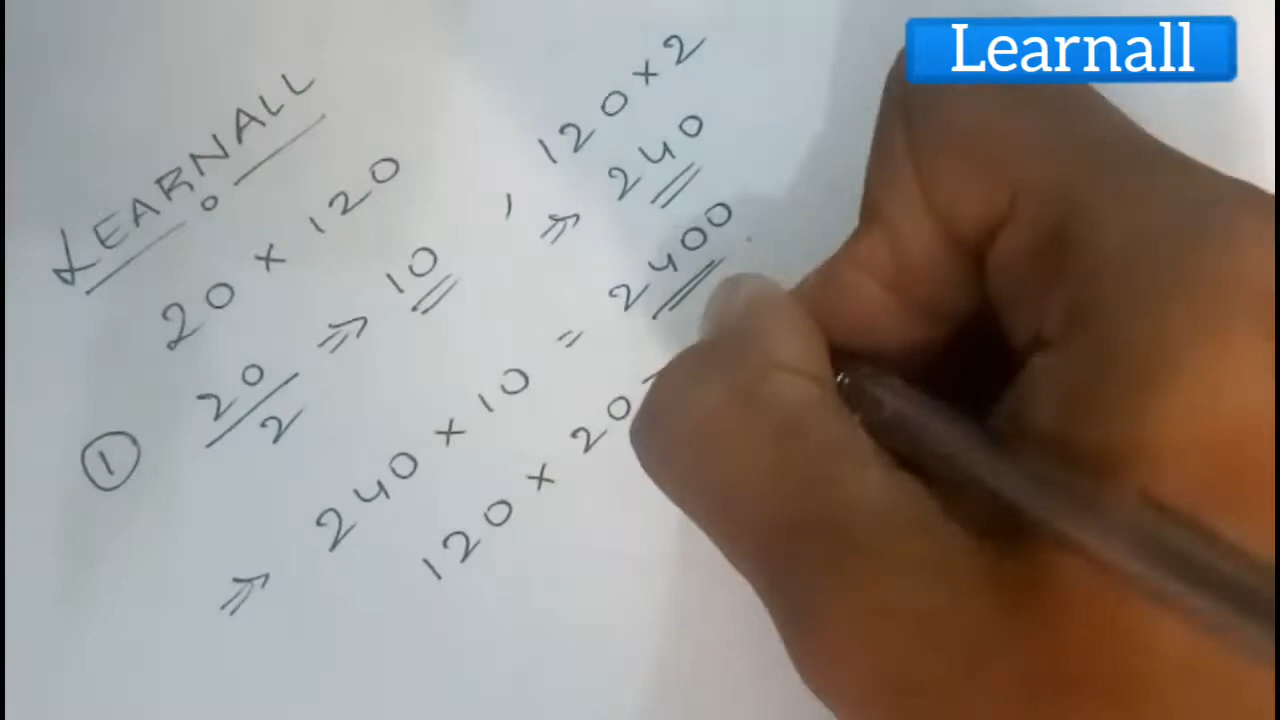 Learnall
LEARNALL
20 × 120
① 20/2 ⇒ 10 , 120 × 2
⇒ 240
⇒ 240 × 10 = 2400
120 × 20